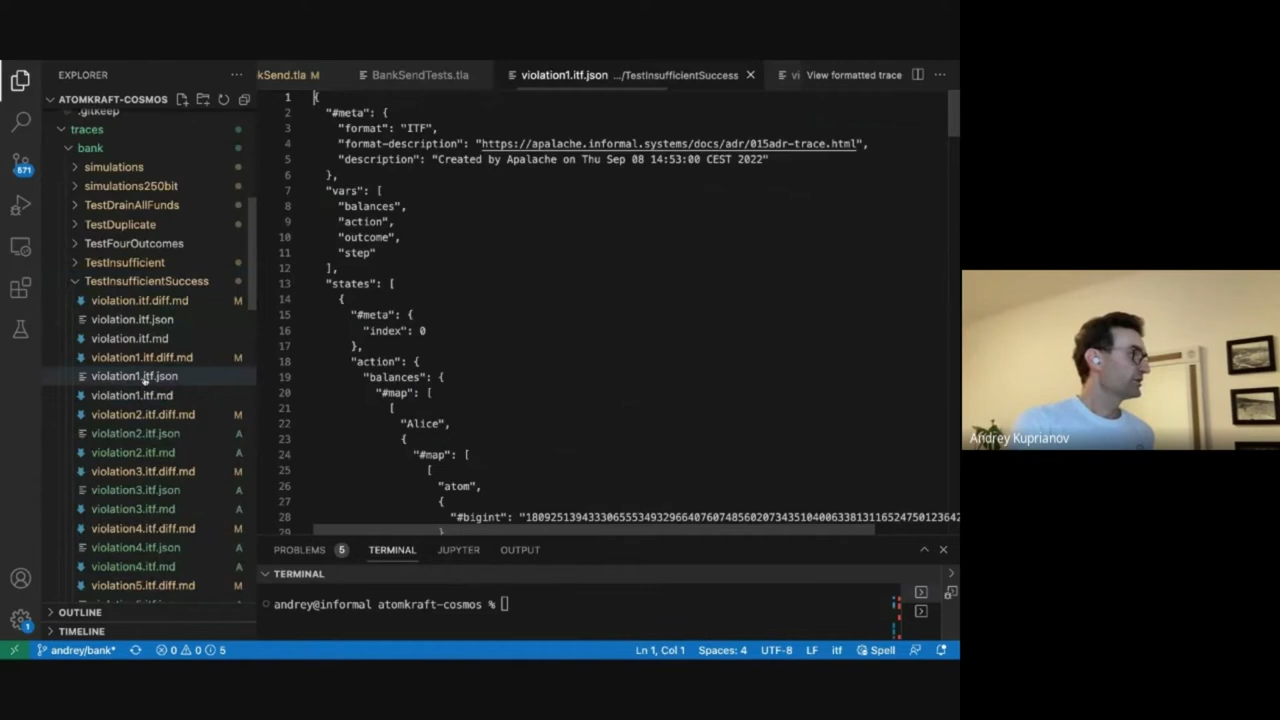 EXPLORER
ATOMKRAFT-COSMOS
.gitkeep
traces
bank
simulations
simulations250bit
TestDrainAllFunds
TestDuplicate
TestFourOutcomes
TestInsufficient
TestInsufficientSuccess
violation.itf.diff.md M
violation.itf.json
violation.itf.md
violation1.itf.diff.md M
violation1.itf.json
violation1.itf.md
violation2.itf.diff.md M
violation2.itf.json A
violation2.itf.md A
violation3.itf.diff.md M
violation3.itf.json A
violation3.itf.md A
violation4.itf.diff.md M
violation4.itf.json A
violation4.itf.md A
violation5.itf.diff.md M
OUTLINE
TIMELINE
571
1
kSend.tla M
BankSendTests.tla
violation1.itf.json .../TestInsufficientSuccess
vi
View formatted trace
1 {
2 "#meta": {
3 "format": "ITF",
4 "format-description": "https://apalache.informal.systems/docs/adr/015adr-trace.html",
5 "description": "Created by Apalache on Thu Sep 08 14:53:00 CEST 2022"
6 },
7 "vars": [
8 "balances",
9 "action",
10 "outcome",
11 "step"
12 ],
13 "states": [
14 {
15 "#meta": {
16 "index": 0
17 },
18 "action": {
19 "balances": {
20 "#map": [
21 [
22 "Alice",
23 {
24 "#map": [
25 [
26 "atom",
27 {
28 "#bigint": "
29 }
PROBLEMS 5 TERMINAL JUPYTER OUTPUT
TERMINAL
andrey@informal atomkraft-cosmos %
andrey/bank* 0 0 5
Ln 1, Col 1 Spaces: 4 UTF-8 LF itf Spell
Andrey Kuprianov